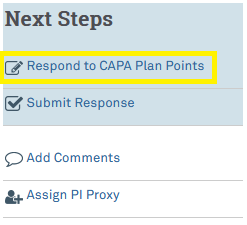 Next Steps
Respond to CAPA Plan Points
Submit Response
Add Comments
Assign PI Proxy